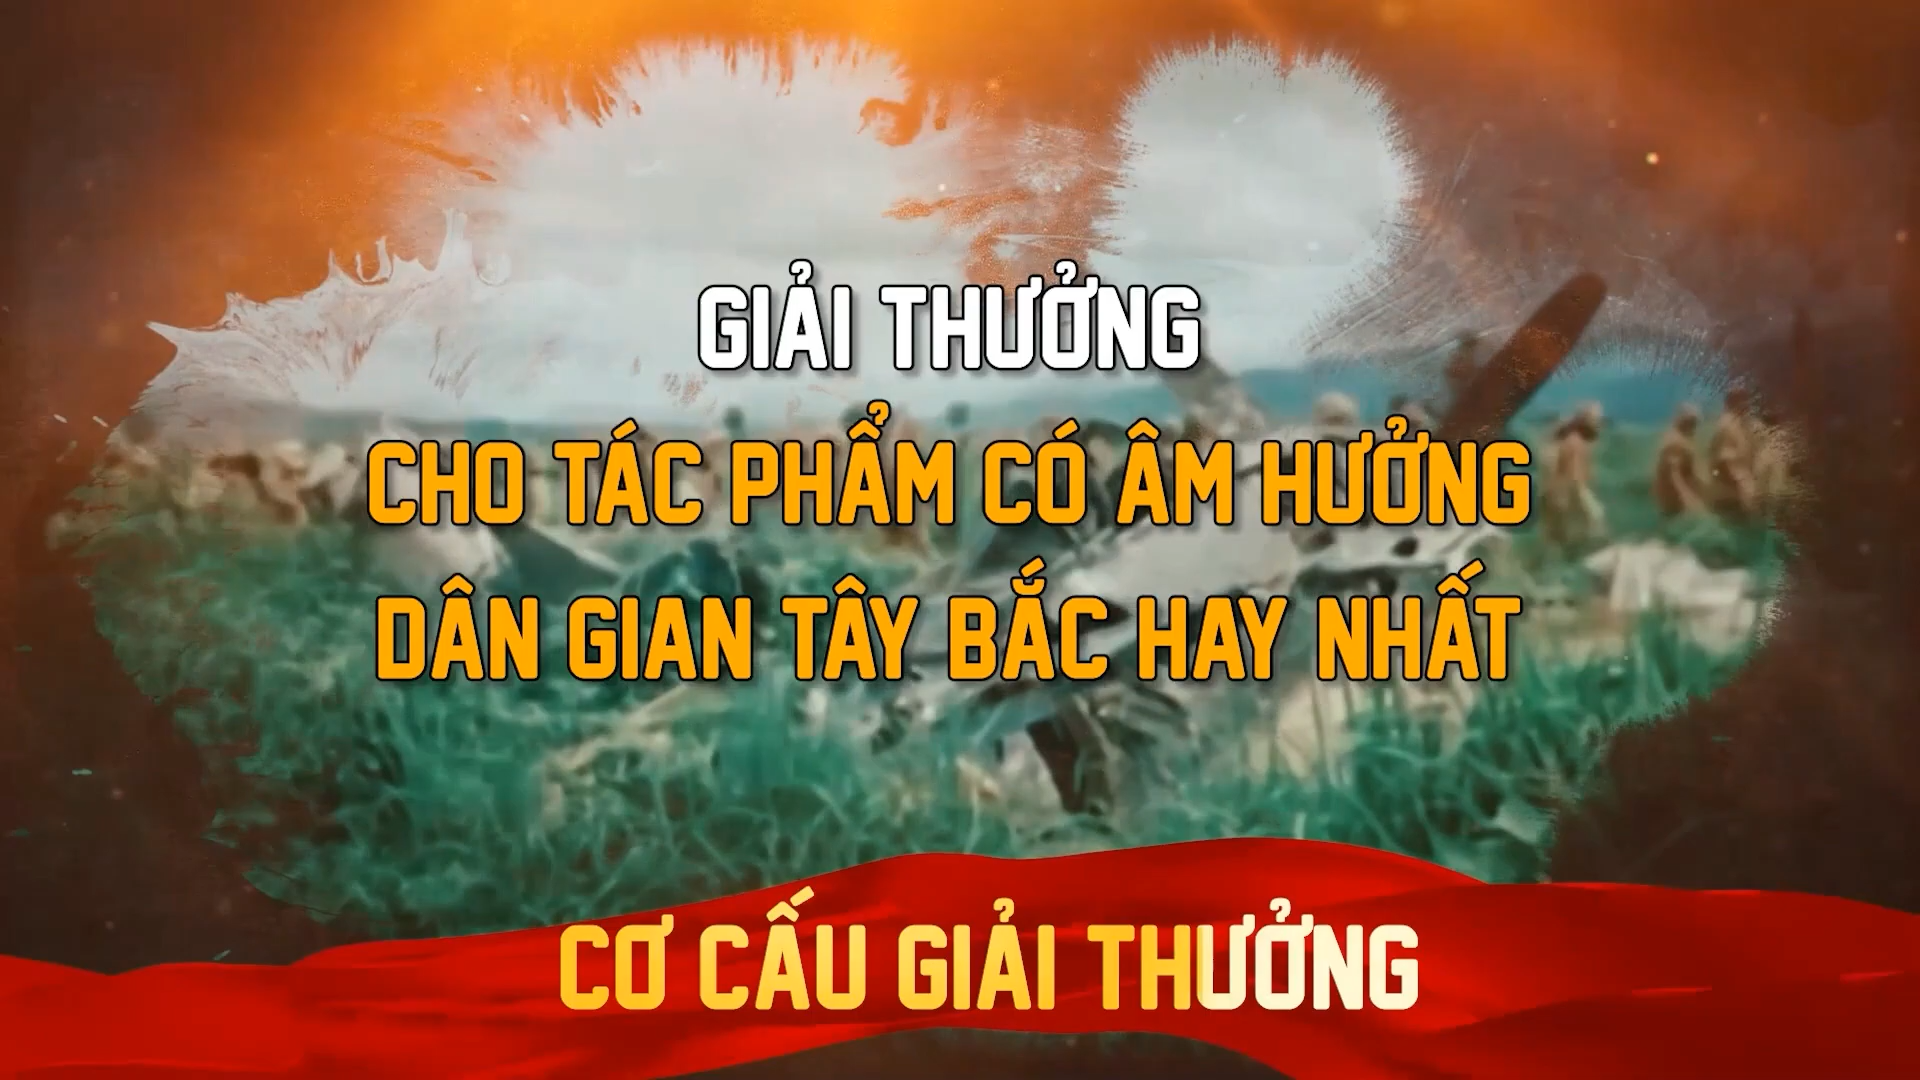 GIẢI THƯỞNG
CHO TÁC PHẨM CÓ ÂM HƯỞNG
DÂN GIAN TÂY BẮC HAY NHẤT
CƠ CẤU GIẢI THƯỞNG